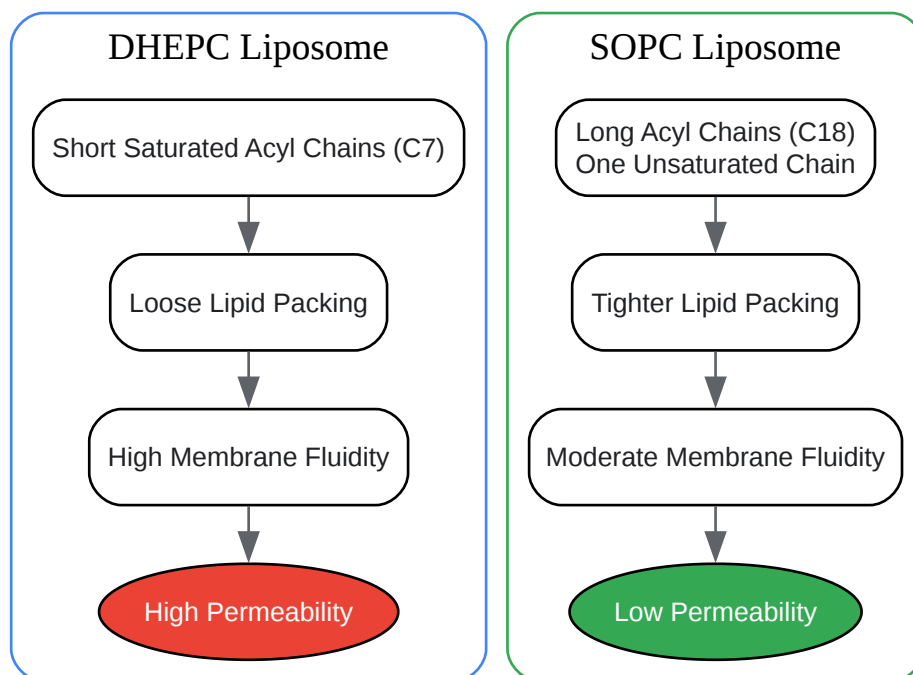 DHEPC Liposome
Short Saturated Acyl Chains (C7)
Loose Lipid Packing
High Membrane Fluidity
High Permeability
SOPC Liposome
Long Acyl Chains (C18)
One Unsaturated Chain
Tighter Lipid Packing
Moderate Membrane Fluidity
Low Permeability